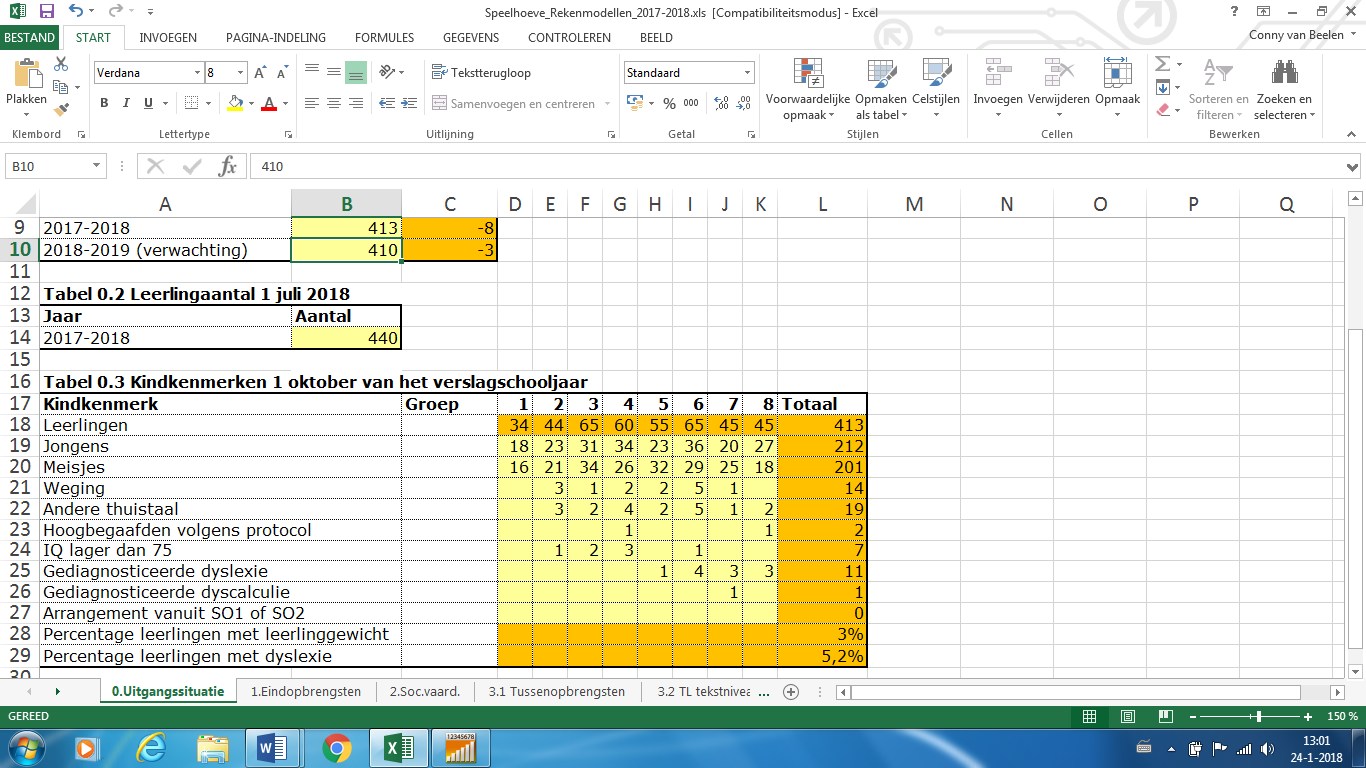 Speelhoeve_Rekenmodellen_2017-2018.xls [Compatibiliteitsmodus] - Excel
BESTAND START INVOEGEN PAGINA-INDELING FORMULES GEGEVENS CONTROLEREN BEELD Conny van Beelen
Plakken
Verdana 8
B I U
A A
Tekstterugloop
Samenvoegen en centreren
Standaard
% 000
Voorwaardelijke opmaak
Opmaken als tabel
Celstijlen
Invoegen Verwijderen Opmaak
Sorteren en filteren
Zoeken en selecteren
Klembord Lettertype Uitlijning Getal Stijlen Cellen Bewerken
B10 fx 410
A B C D E F G H I J K L M N O P Q
9 2017-2018 413 -8
10 2018-2019 (verwachting) 410 -3
11
12 Tabel 0.2 Leerlingaantal 1 juli 2018
13 Jaar Aantal
14 2017-2018 440
15
16 Tabel 0.3 Kindkenmerken 1 oktober van het verslagschooljaar
17 Kindkenmerk Groep 1 2 3 4 5 6 7 8 Totaal
18 Leerlingen 34 44 65 60 55 65 45 45 413
19 Jongens 18 23 31 34 23 36 20 27 212
20 Meisjes 16 21 34 26 32 29 25 18 201
21 Weging 3 1 2 2 5 1 14
22 Andere thuistaal 3 2 4 2 5 1 2 19
23 Hoogbegaafden volgens protocol 1 1 2
24 IQ lager dan 75 1 2 3 1 7
25 Gediagnosticeerde dyslexie 1 4 3 3 11
26 Gediagnosticeerde dyscalculie 1 1
27 Arrangement vanuit SO1 of SO2 0
28 Percentage leerlingen met leerlinggewicht 3%
29 Percentage leerlingen met dyslexie 5,2%
30
0.Uitgangssituatie 1.Eindopbrengsten 2.Soc.vaard. 3.1 Tussenopbrengsten 3.2 TL tekstnivea ...
GEREED 150 %
12345678
13:01
24-1-2018